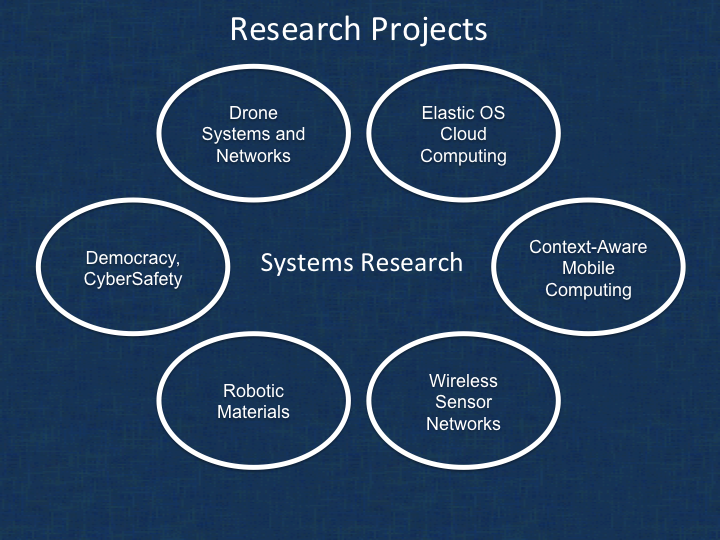 Research Projects
Drone
Systems and
Networks
Elastic OS
Cloud
Computing
Democracy,
CyberSafety
Systems Research
Context-Aware
Mobile
Computing
Robotic
Materials
Wireless
Sensor
Networks